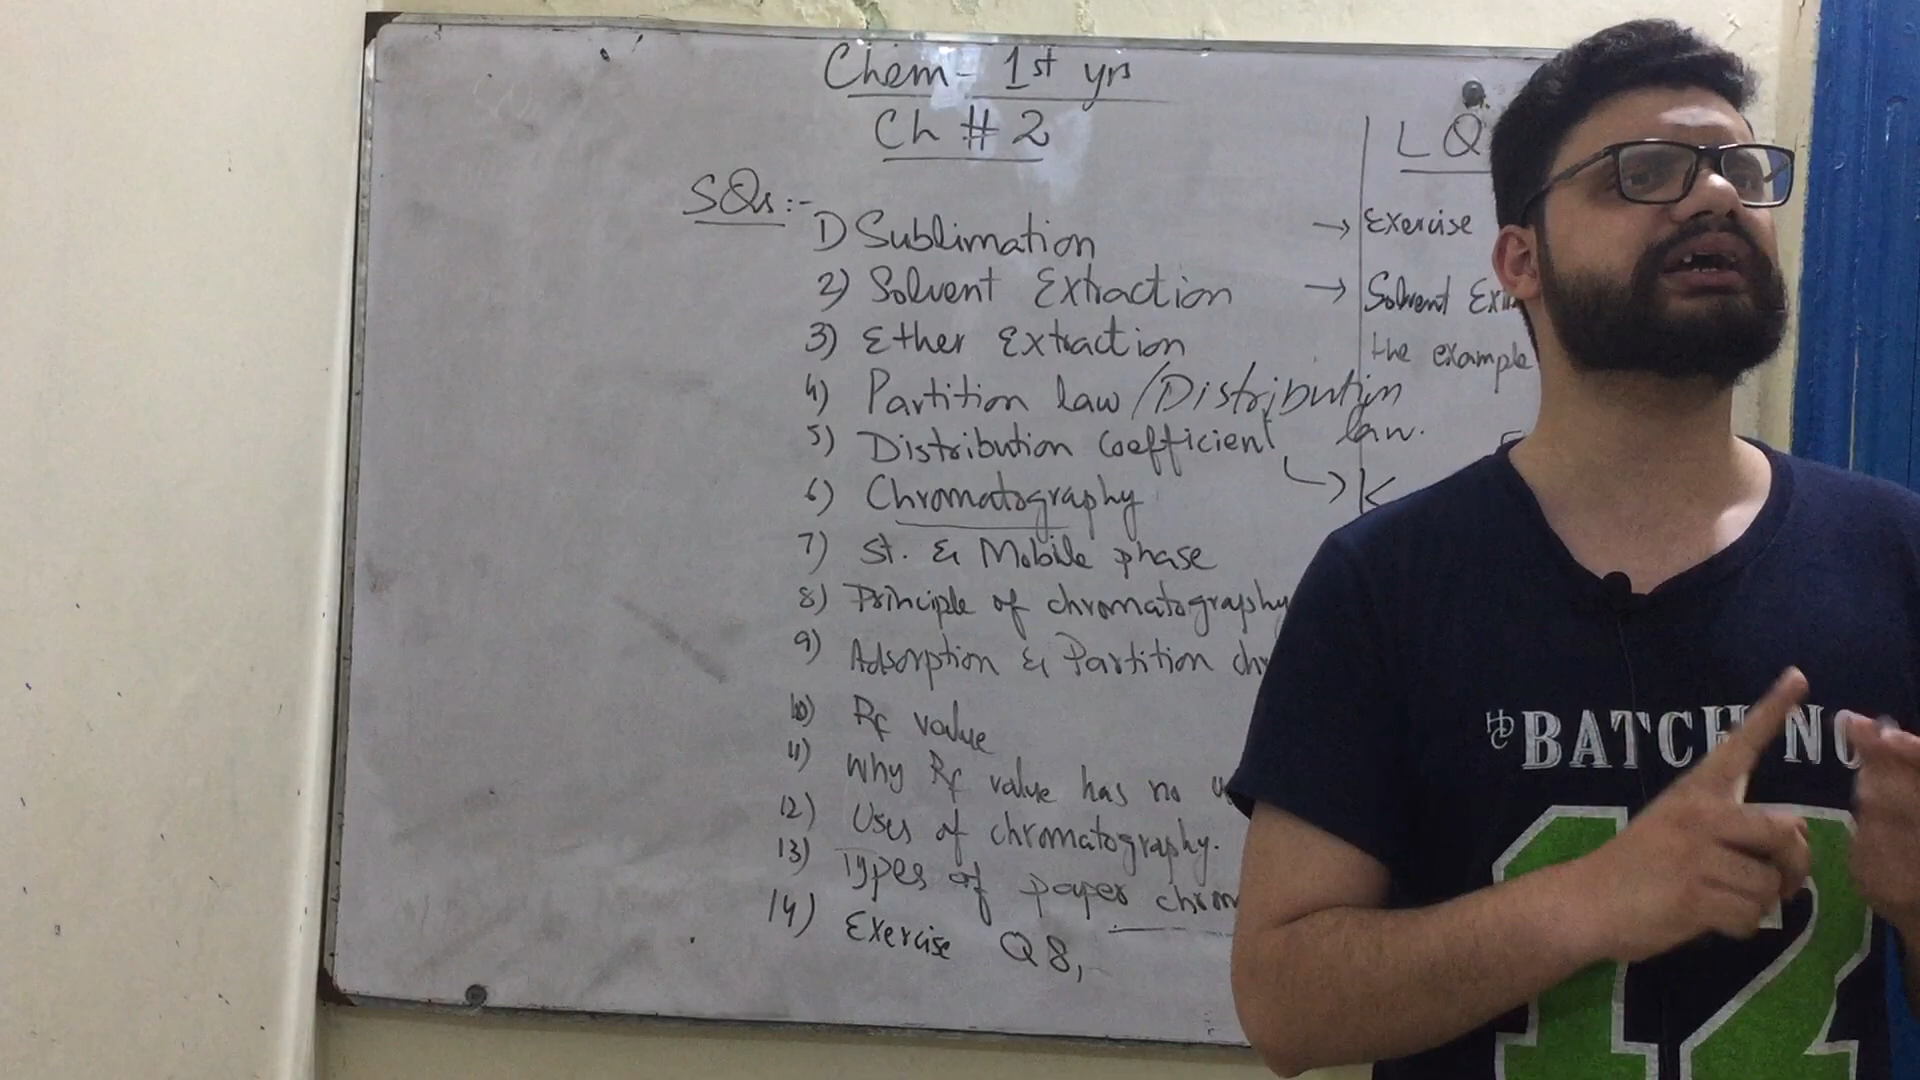 Chem - 1st yrs
Ch # 2
SQs :-
1) Sublimation
2) Solvent Extraction
3) Ether Extraction
4) Partition law / Distribution law.
5) Distribution Coefficient
→ K
6) Chromatography
7) St. & Mobile phase
8) Principle of chromatography
9) Adsorption & Partition
10) Rf value
11) Why Rf value has no
12) Uses of chromatography.
13) Types of paper chrom
14) Exercise Q8,
LQ
→ Exercise
→ Solvent
the example
BATCH NO
12